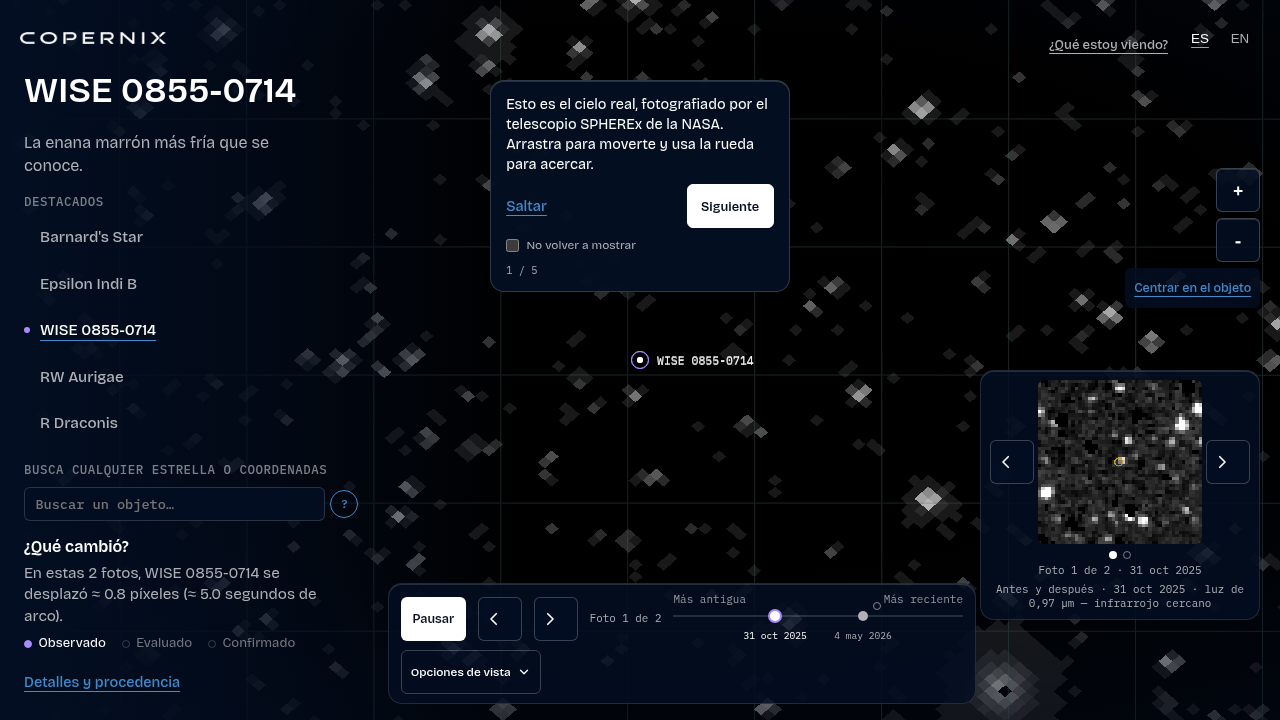 COPERNIX
¿Qué estoy viendo?
ES
EN
WISE 0855-0714
La enana marrón más fría que se
conoce.
DESTACADOS
Barnard's Star
Epsilon Indi B
WISE 0855-0714
RW Aurigae
R Draconis
BUSCA CUALQUIER ESTRELLA O COORDENADAS
Buscar un objeto…
?
¿Qué cambió?
En estas 2 fotos, WISE 0855-0714 se
desplazó ≈ 0.8 píxeles (≈ 5.0 segundos de
arco).
Observado
Evaluado
Confirmado
Detalles y procedencia
Esto es el cielo real, fotografiado por el
telescopio SPHEREx de la NASA.
Arrastra para moverte y usa la rueda
para acercar.
Saltar
Siguiente
No volver a mostrar
1 / 5
WISE 0855-0714
+
-
Centrar en el objeto
Foto 1 de 2 · 31 oct 2025
Antes y después · 31 oct 2025 · luz de
0,97 µm — infrarrojo cercano
Pausar
Foto 1 de 2
Más antigua
Más reciente
31 oct 2025
4 may 2026
Opciones de vista